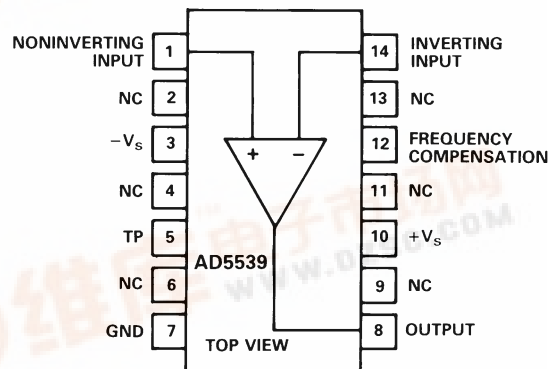 NONINVERTING
INPUT
1
14
INVERTING
INPUT
NC
2
13
NC
−Vs
3
12
FREQUENCY
COMPENSATION
+
−
NC
4
11
NC
TP
5
10
+Vs
AD5539
NC
6
9
NC
GND
7
8
OUTPUT
TOP VIEW